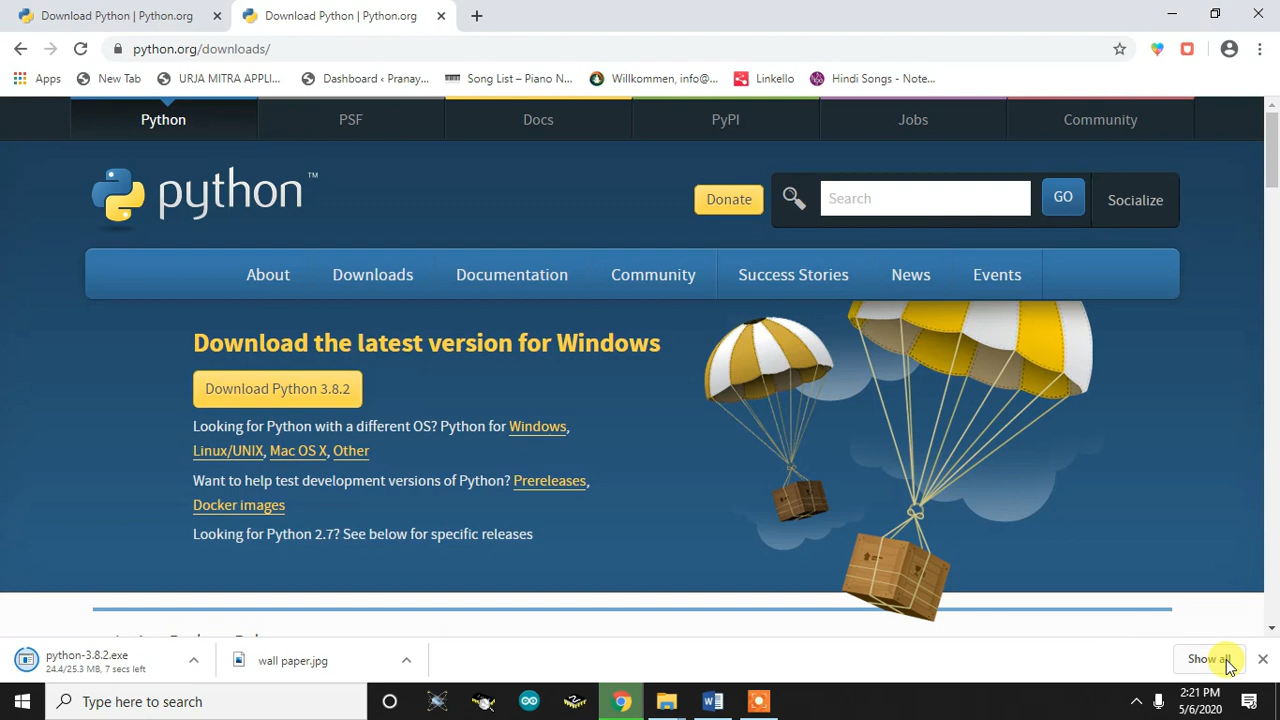 Download Python | Python.org
Download Python | Python.org
python.org/downloads/
Apps
New Tab
URJA MITRA APPLI...
Dashboard ‹ Pranay...
Song List – Piano N...
Willkommen, info@...
Linkello
Hindi Songs - Note...
Python
PSF
Docs
PyPI
Jobs
Community
python™
Donate
Search
GO
Socialize
About
Downloads
Documentation
Community
Success Stories
News
Events
Download the latest version for Windows
Download Python 3.8.2
Looking for Python with a different OS? Python for Windows,
Linux/UNIX, Mac OS X, Other
Want to help test development versions of Python? Prereleases,
Docker images
Looking for Python 2.7? See below for specific releases
python-3.8.2.exe
24.4/25.3 MB, 7 secs left
wall paper.jpg
Show all
Type here to search
2:21 PM
5/6/2020